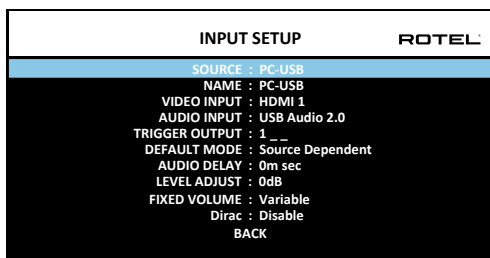 INPUT SETUP ROTEL
SOURCE : PC-USB
NAME : PC-USB
VIDEO INPUT : HDMI 1
AUDIO INPUT : USB Audio 2.0
TRIGGER OUTPUT : 1 _ _
DEFAULT MODE : Source Dependent
AUDIO DELAY : 0m sec
LEVEL ADJUST : 0dB
FIXED VOLUME : Variable
Dirac : Disable
BACK